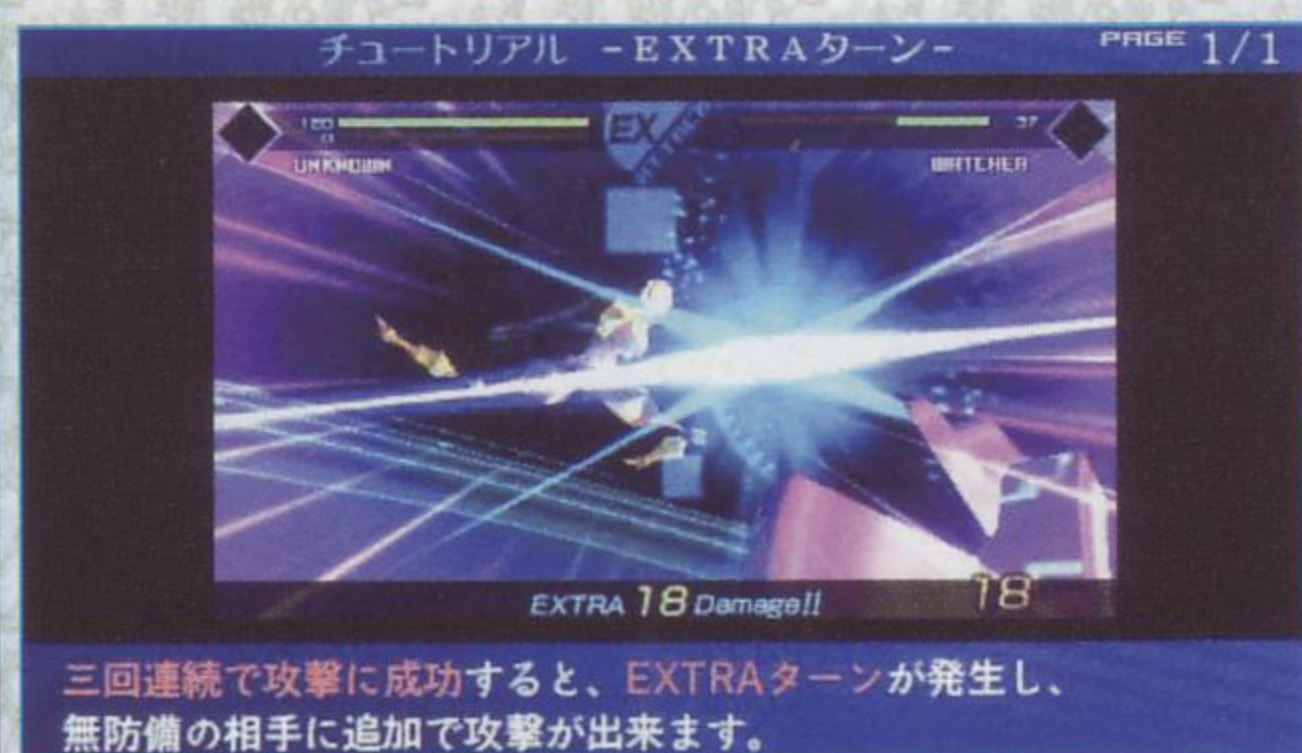 チュートリアル -EXTRAターン-
PAGE 1/1
100
EX
37
UNKNOWN
WATCHER
EXTRA 18 Damage!!
18
三回連続で攻撃に成功すると、EXTRAターンが発生し、
無防備の相手に追加で攻撃が出来ます。